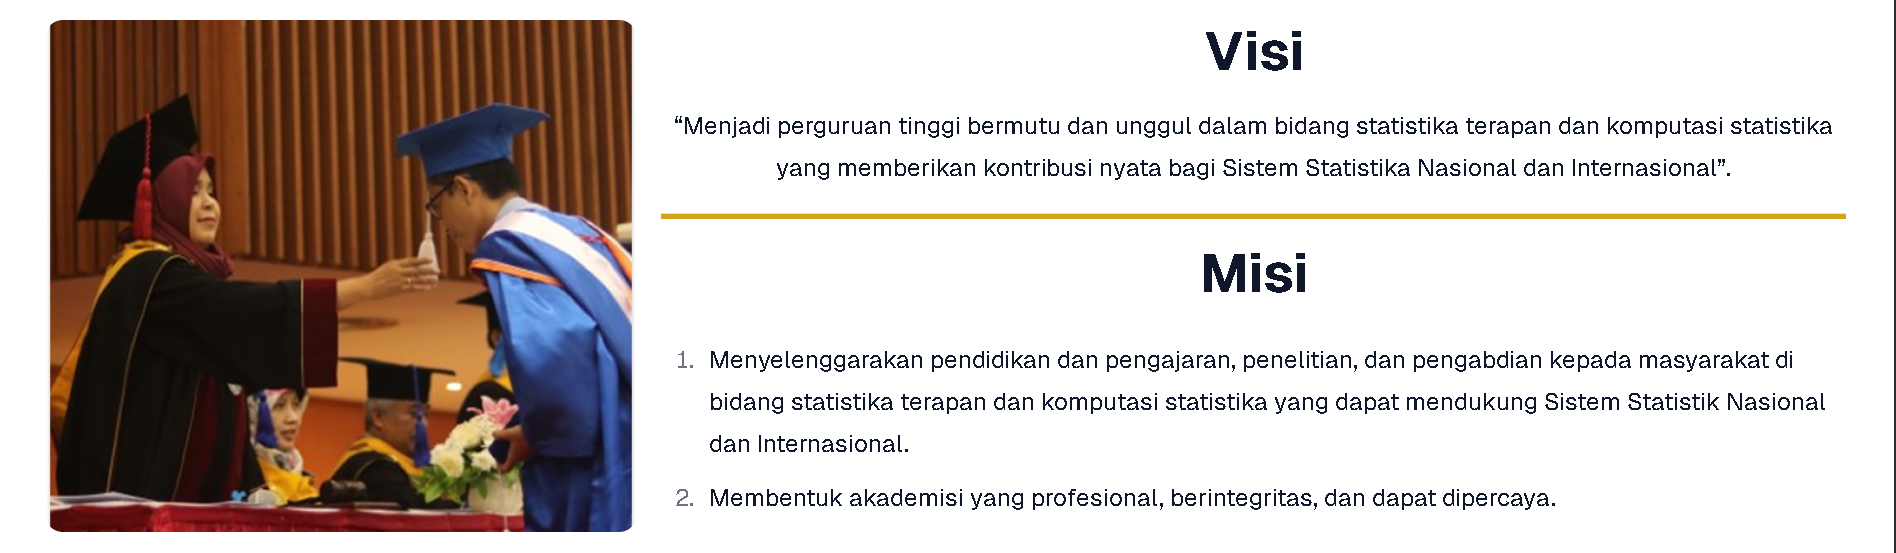 Visi
“Menjadi perguruan tinggi bermutu dan unggul dalam bidang statistika terapan dan komputasi statistika
yang memberikan kontribusi nyata bagi Sistem Statistika Nasional dan Internasional”.
Misi
1. Menyelenggarakan pendidikan dan pengajaran, penelitian, dan pengabdian kepada masyarakat di
bidang statistika terapan dan komputasi statistika yang dapat mendukung Sistem Statistik Nasional
dan Internasional.
2. Membentuk akademisi yang profesional, berintegritas, dan dapat dipercaya.